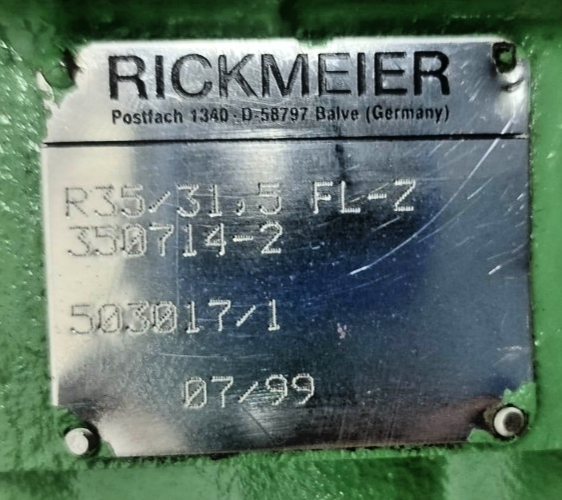 RICKMEIER
Postfach 1340 · D-58797 Balve (Germany)
R35/31,5 FL-Z
350714-2
503017/1
07/99